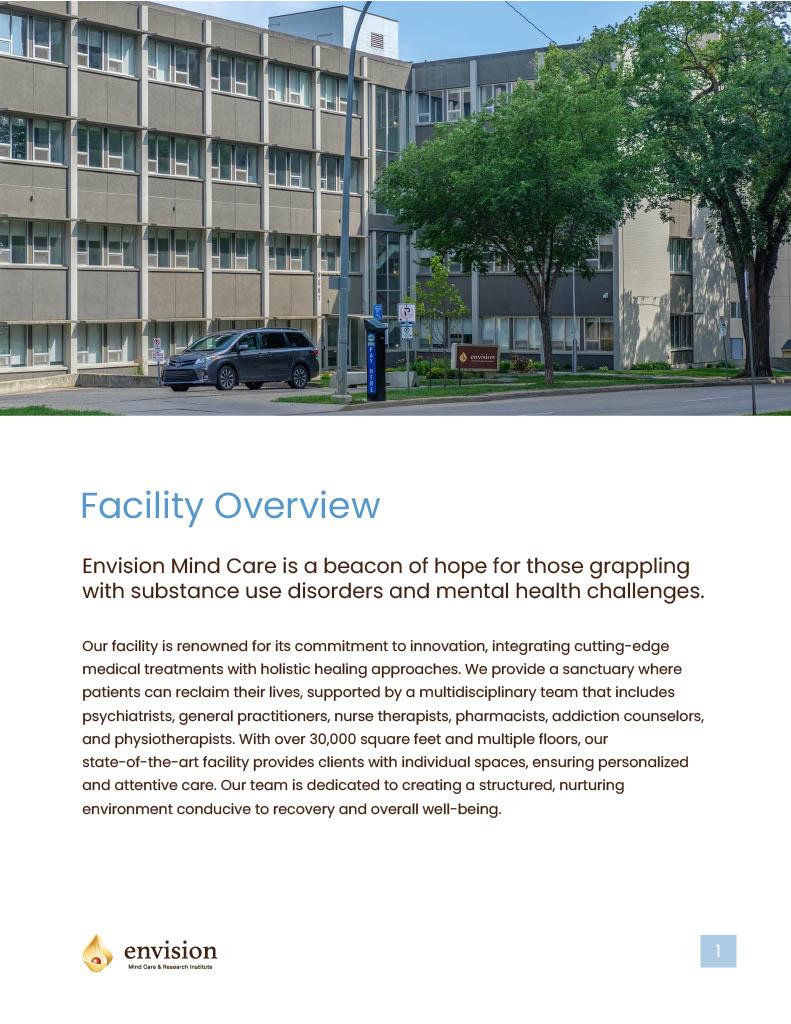 PAY HERE
P
envision
Facility Overview
Envision Mind Care is a beacon of hope for those grappling
with substance use disorders and mental health challenges.
Our facility is renowned for its commitment to innovation, integrating cutting-edge
medical treatments with holistic healing approaches. We provide a sanctuary where
patients can reclaim their lives, supported by a multidisciplinary team that includes
psychiatrists, general practitioners, nurse therapists, pharmacists, addiction counselors,
and physiotherapists. With over 30,000 square feet and multiple floors, our
state-of-the-art facility provides clients with individual spaces, ensuring personalized
and attentive care. Our team is dedicated to creating a structured, nurturing
environment conducive to recovery and overall well-being.
envision
Mind Care & Research Institute
1